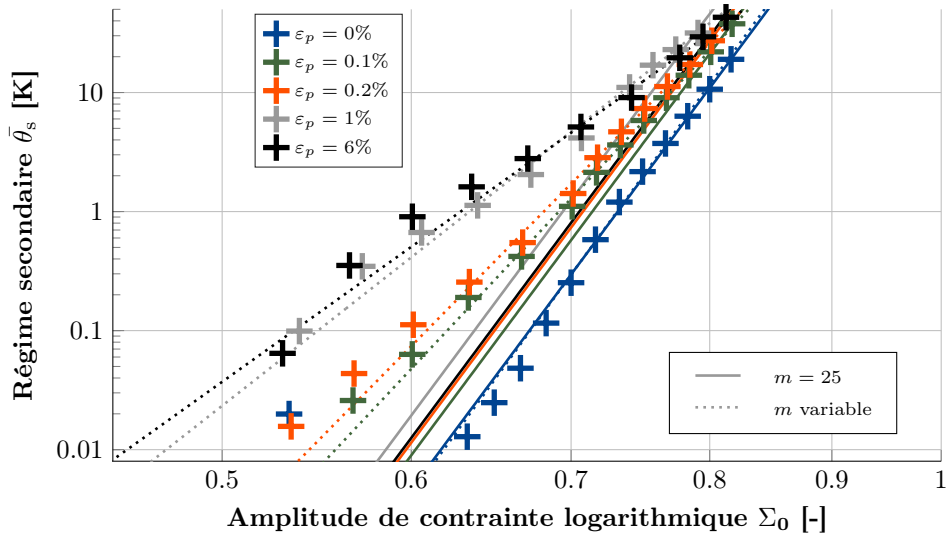 Régime secondaire θ̄ₛ [K]
10
1
0.1
0.01
εₚ = 0%
εₚ = 0.1%
εₚ = 0.2%
εₚ = 1%
εₚ = 6%
m = 25
m variable
0.5
0.6
0.7
0.8
0.9
1
Amplitude de contrainte logarithmique Σ₀ [-]